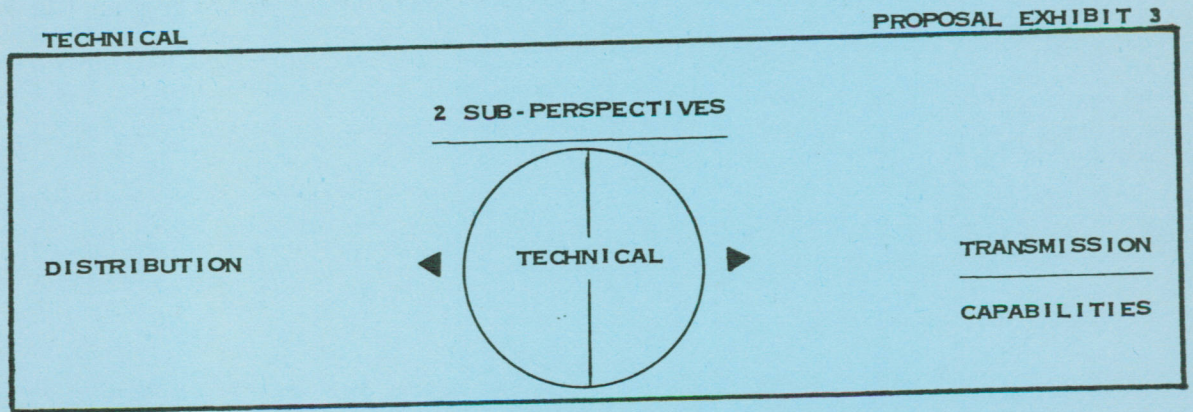 TECHNICAL
PROPOSAL EXHIBIT 3
2 SUB-PERSPECTIVES
DISTRIBUTION
TECHNICAL
TRANSMISSION
CAPABILITIES